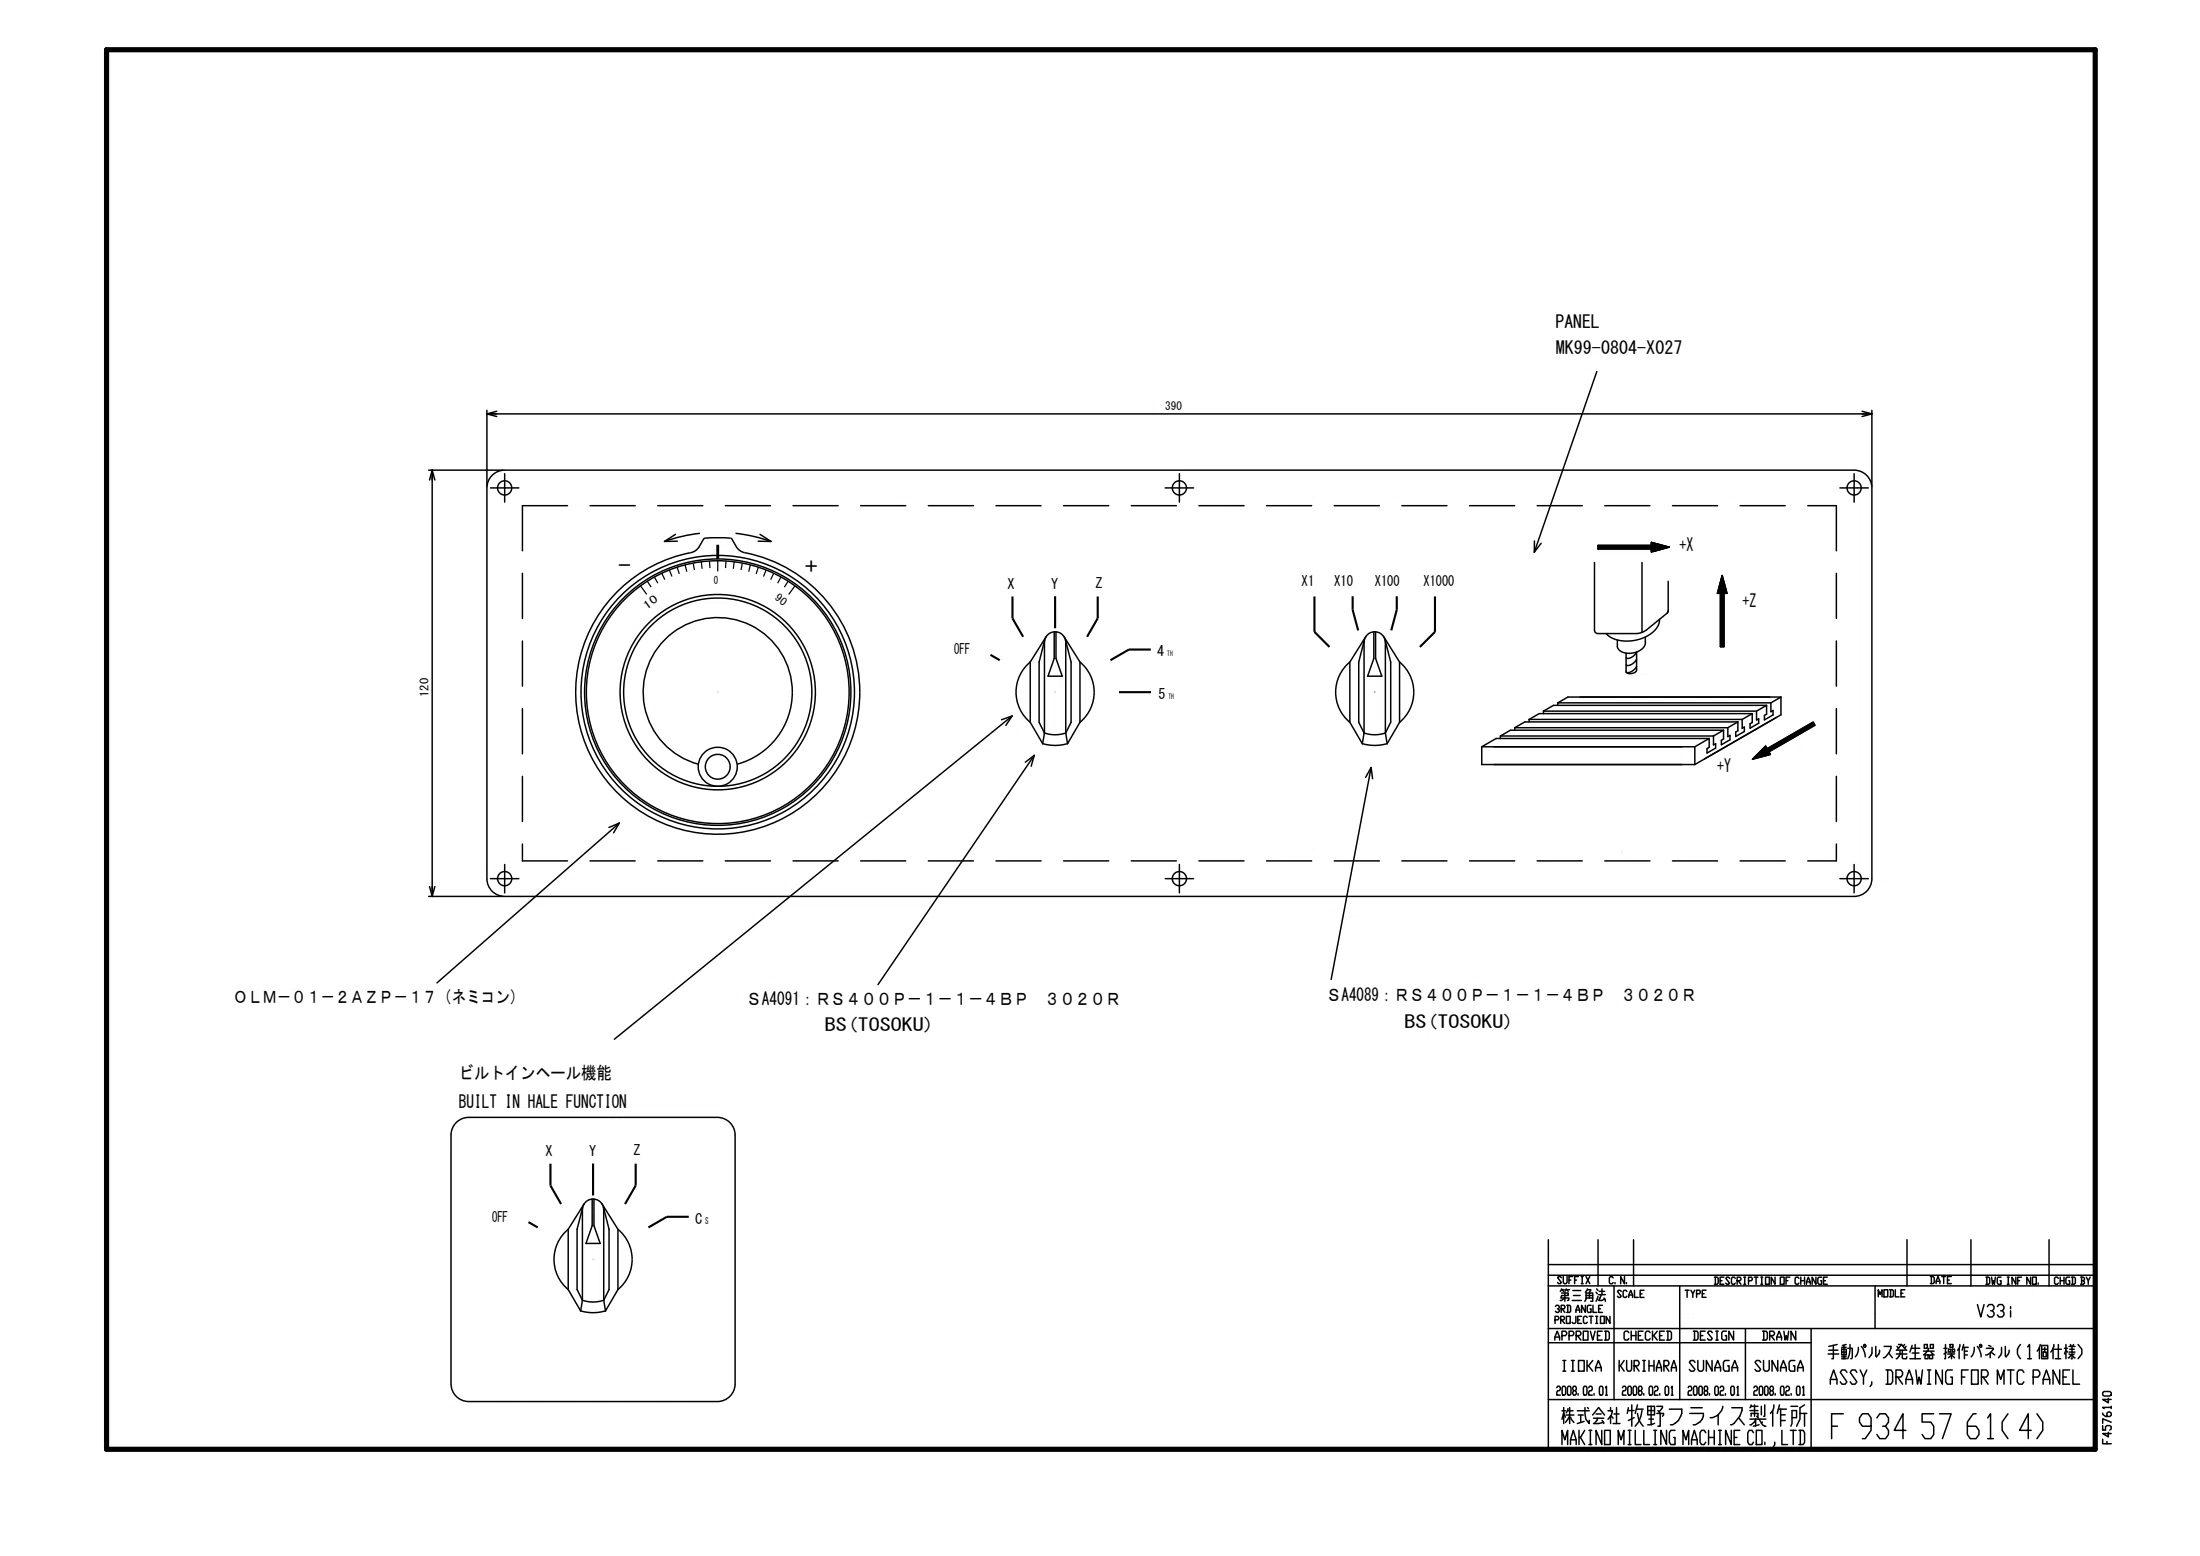 PANEL
MK99-0804-X027
390
120
− +
10 0 90
X Y Z
OFF
4 TH
5 TH
X1 X10 X100 X1000
+X
+Z
+Y
OLM−01−2AZP−17 (ネミコン)
SA4091:RS400P−1−1−4BP 3020R
BS(TOSOKU)
SA4089:RS400P−1−1−4BP 3020R
BS(TOSOKU)
ビルトインヘール機能
BUILT IN HALE FUNCTION
X Y Z
OFF
C S
SUFFIX C.N. DESCRIPTION OF CHANGE DATE DWG INF NO. CHGD BY
第三角法
3RD ANGLE
PROJECTION
SCALE TYPE MODLE
V33i
APPROVED CHECKED DESIGN DRAWN
IIOKA KURIHARA SUNAGA SUNAGA
2008.02.01 2008.02.01 2008.02.01 2008.02.01
手動パルス発生器 操作パネル(1個仕様)
ASSY, DRAWING FOR MTC PANEL
株式会社 牧野フライス製作所
MAKINO MILLING MACHINE CO.,LTD
F 934 57 61(4)
F4576140